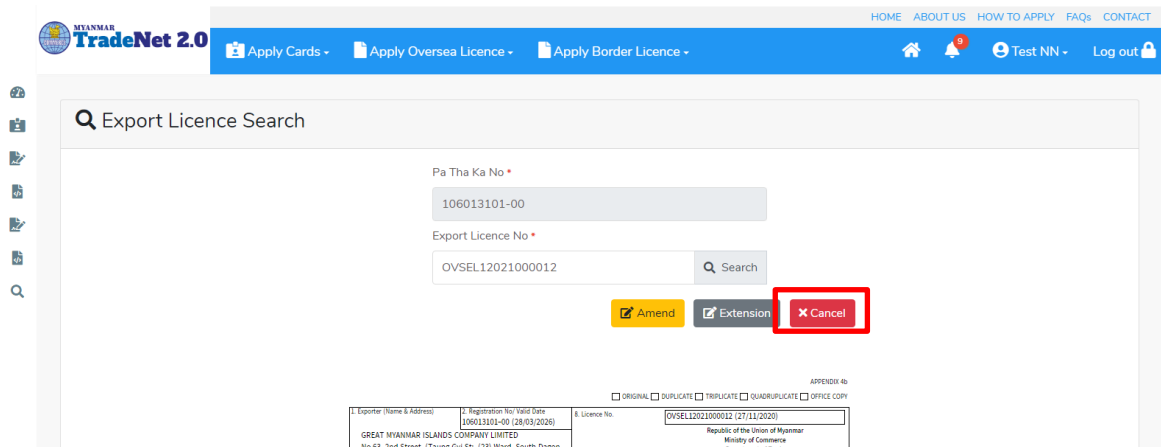 HOME ABOUT US HOW TO APPLY FAQs CONTACT
MYANMAR
TradeNet 2.0
Apply Cards
Apply Oversea Licence
Apply Border Licence
9
Test NN
Log out
Export Licence Search
Pa Tha Ka No *
106013101-00
Export Licence No *
OVSEL12021000012
Search
Amend
Extension
Cancel
APPENDIX 4b
ORIGINAL DUPLICATE TRIPLICATE QUADRUPLICATE OFFICE COPY
1. Exporter (Name & Address)
2. Registration No/ Valid Date
106013101-00 (28/03/2026)
8. Licence No.
OVSEL12021000012 (27/11/2020)
GREAT MYANMAR ISLANDS COMPANY LIMITED
Republic of the Union of Myanmar
Ministry of Commerce